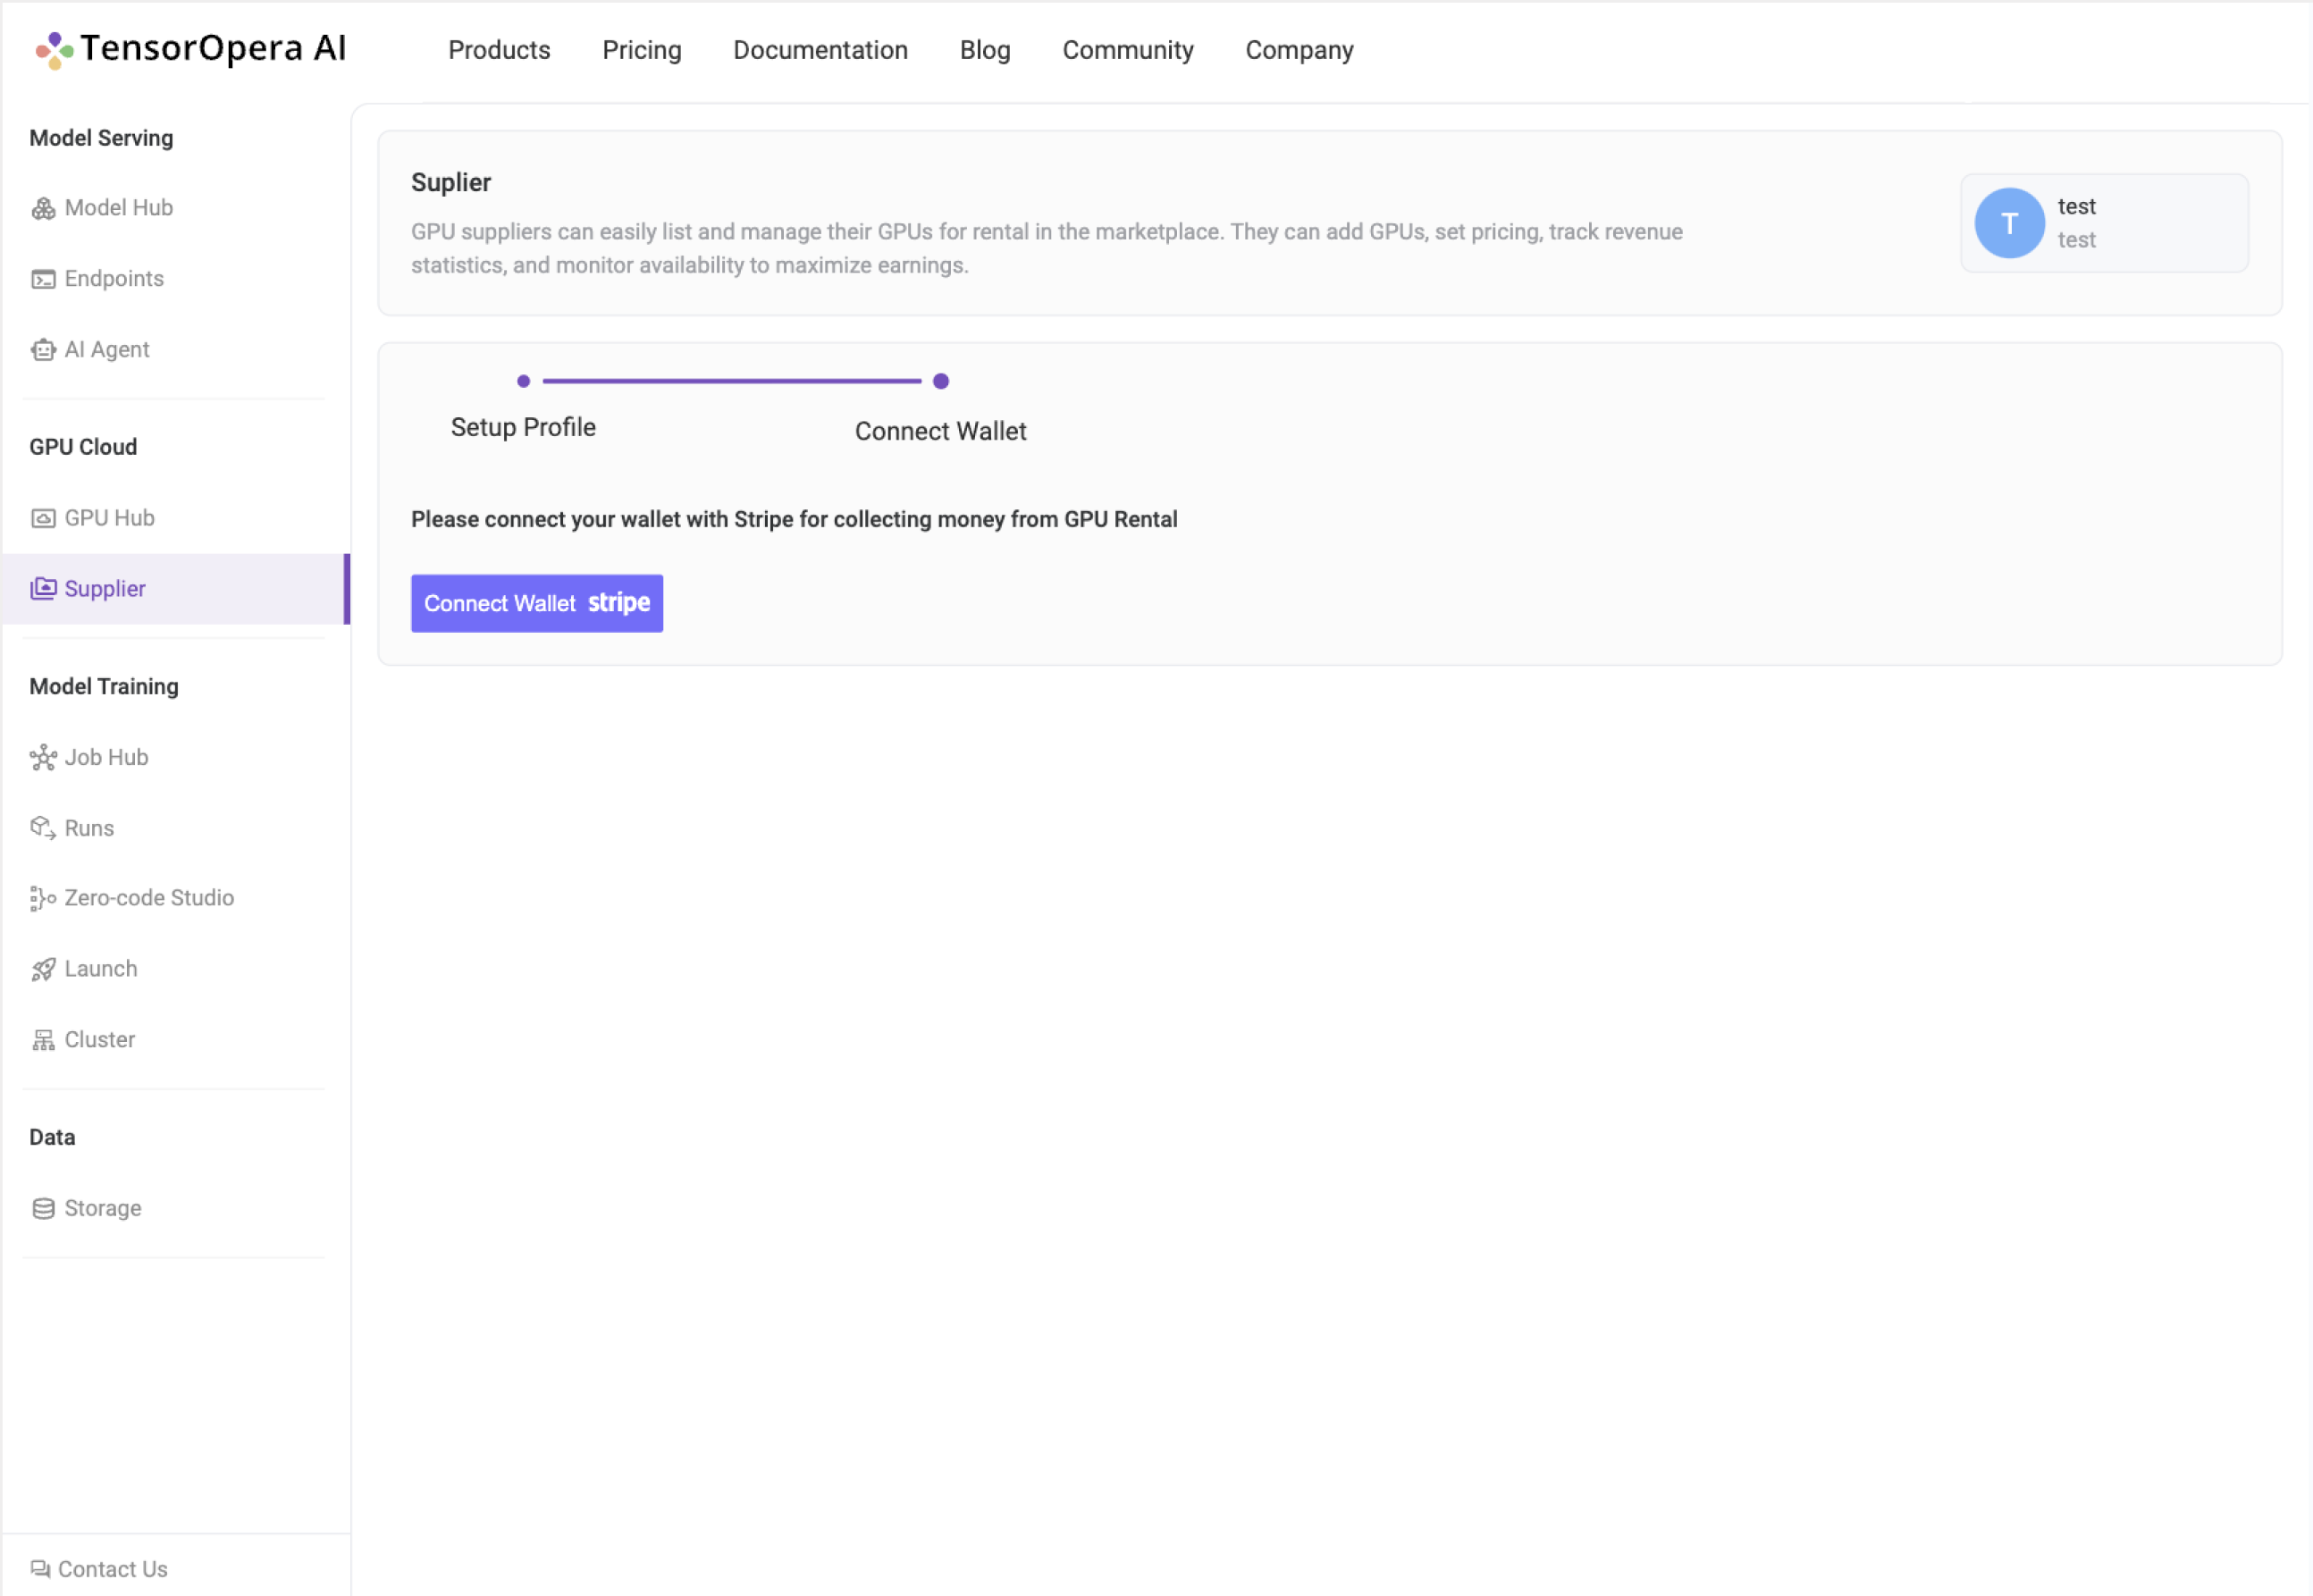 TensorOpera AI
Products
Pricing
Documentation
Blog
Community
Company
Model Serving
Model Hub
Endpoints
AI Agent
GPU Cloud
GPU Hub
Supplier
Model Training
Job Hub
Runs
Zero-code Studio
Launch
Cluster
Data
Storage
Contact Us
Suplier
GPU suppliers can easily list and manage their GPUs for rental in the marketplace. They can add GPUs, set pricing, track revenue
statistics, and monitor availability to maximize earnings.
T
test
test
Setup Profile
Connect Wallet
Please connect your wallet with Stripe for collecting money from GPU Rental
Connect Wallet stripe